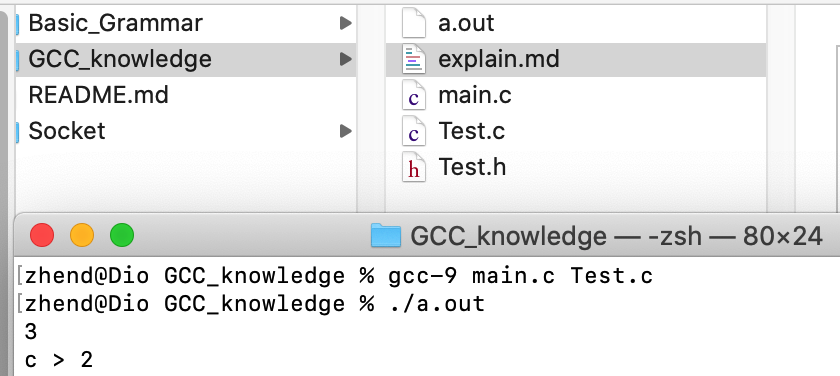 Basic_Grammar
GCC_knowledge
README.md
Socket
a.out
explain.md
c main.c
c Test.c
h Test.h
GCC_knowledge — -zsh — 80×24
[zhend@Dio GCC_knowledge % gcc-9 main.c Test.c
[zhend@Dio GCC_knowledge % ./a.out
3
c > 2